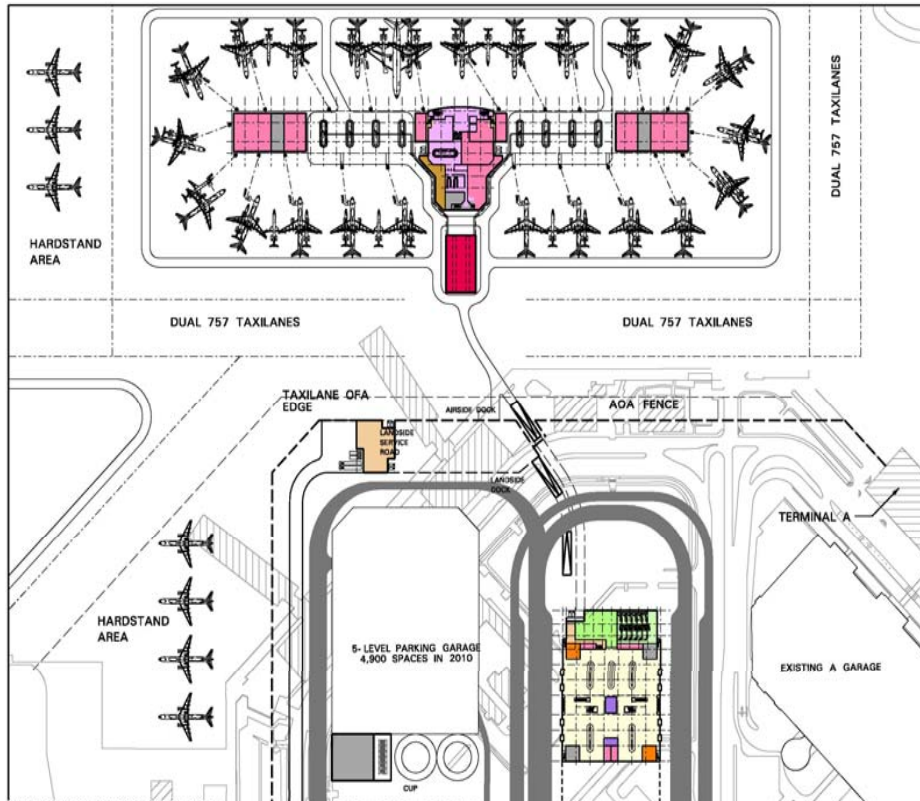 DUAL 757 TAXILANES
HARDSTAND
AREA
DUAL 757 TAXILANES
DUAL 757 TAXILANES
TAXILANE OFA
EDGE
AIRSIDE DOCK
AOA FENCE
LANDSIDE
SERVICE
ROAD
LANDSIDE
DOCK
TERMINAL A
HARDSTAND
AREA
5- LEVEL PARKING GARAGE
4,900 SPACES IN 2010
EXISTING A GARAGE
CUP